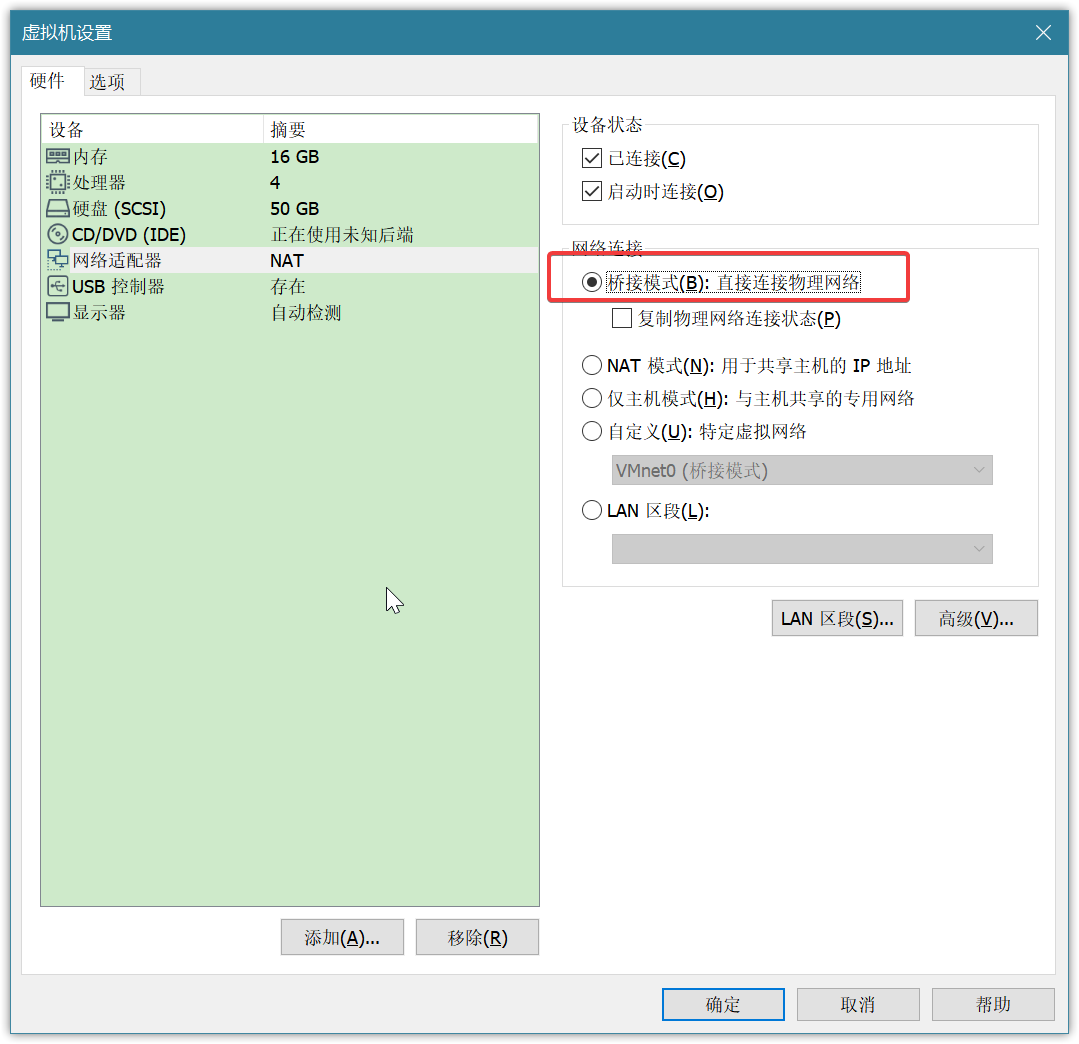 虚拟机设置
硬件 选项
设备 摘要
内存 16 GB
处理器 4
硬盘 (SCSI) 50 GB
CD/DVD (IDE) 正在使用未知后端
网络适配器 NAT
USB 控制器 存在
显示器 自动检测
添加(A)... 移除(R)
设备状态
已连接(C)
启动时连接(O)
网络连接
桥接模式(B): 直接连接物理网络
复制物理网络连接状态(P)
NAT 模式(N): 用于共享主机的 IP 地址
仅主机模式(H): 与主机共享的专用网络
自定义(U): 特定虚拟网络
VMnet0 (桥接模式)
LAN 区段(L):
LAN 区段(S)... 高级(V)...
确定 取消 帮助